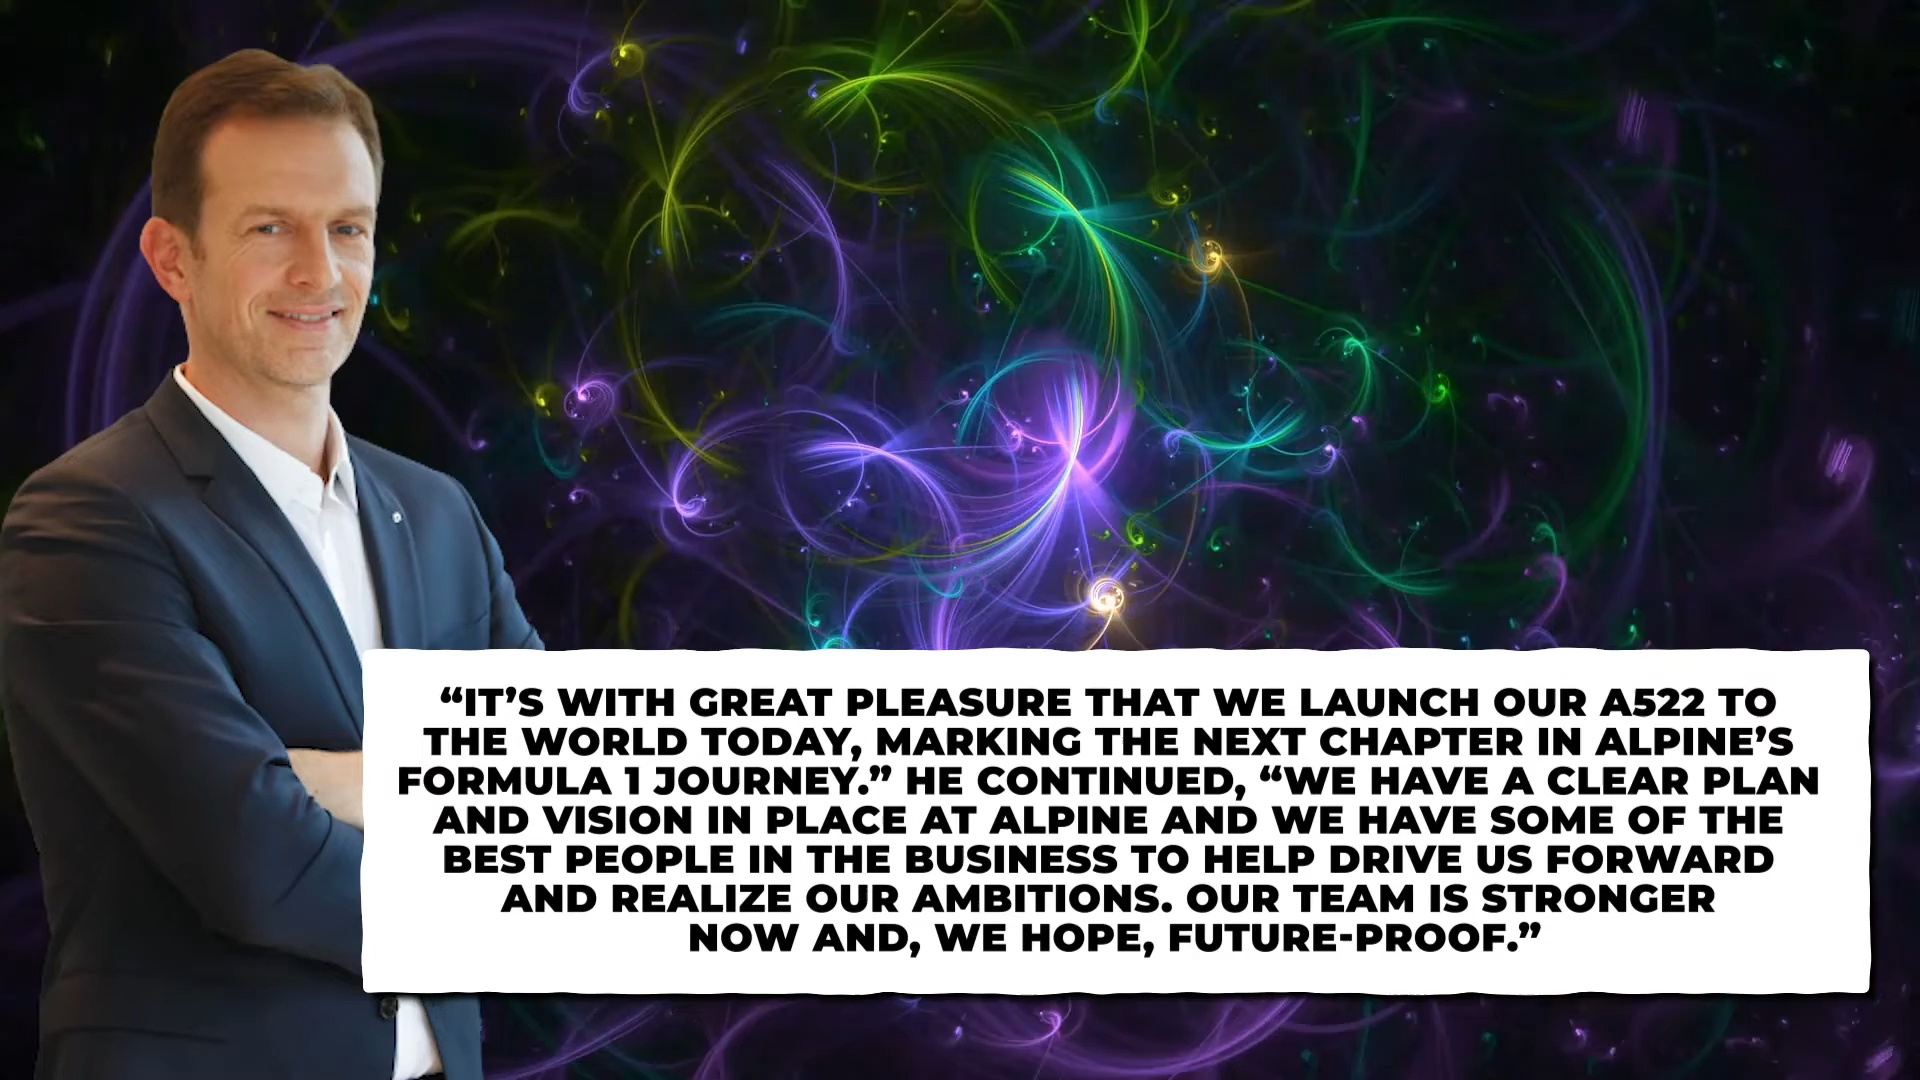 “IT’S WITH GREAT PLEASURE THAT WE LAUNCH OUR A522 TO
THE WORLD TODAY, MARKING THE NEXT CHAPTER IN ALPINE’S
FORMULA 1 JOURNEY.” HE CONTINUED, “WE HAVE A CLEAR PLAN
AND VISION IN PLACE AT ALPINE AND WE HAVE SOME OF THE
BEST PEOPLE IN THE BUSINESS TO HELP DRIVE US FORWARD
AND REALIZE OUR AMBITIONS. OUR TEAM IS STRONGER
NOW AND, WE HOPE, FUTURE-PROOF.”